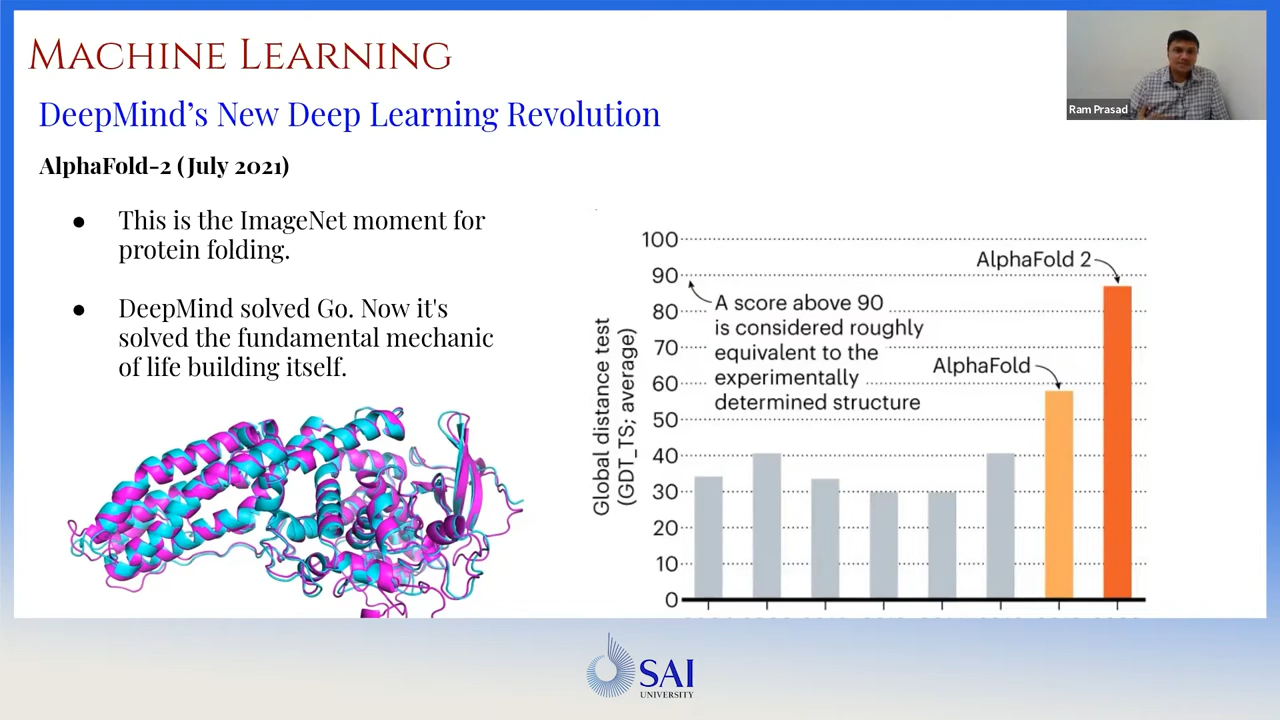 MACHINE LEARNING
Ram Prasad
DeepMind's New Deep Learning Revolution
AlphaFold-2 (July 2021)
● This is the ImageNet moment for
protein folding.
● DeepMind solved Go. Now it's
solved the fundamental mechanic
of life building itself.
Global distance test
(GDT_TS; average)
100
90
80
70
60
50
40
30
20
10
0
AlphaFold 2
A score above 90
is considered roughly
equivalent to the
experimentally
determined structure
AlphaFold
SAI
UNIVERSITY